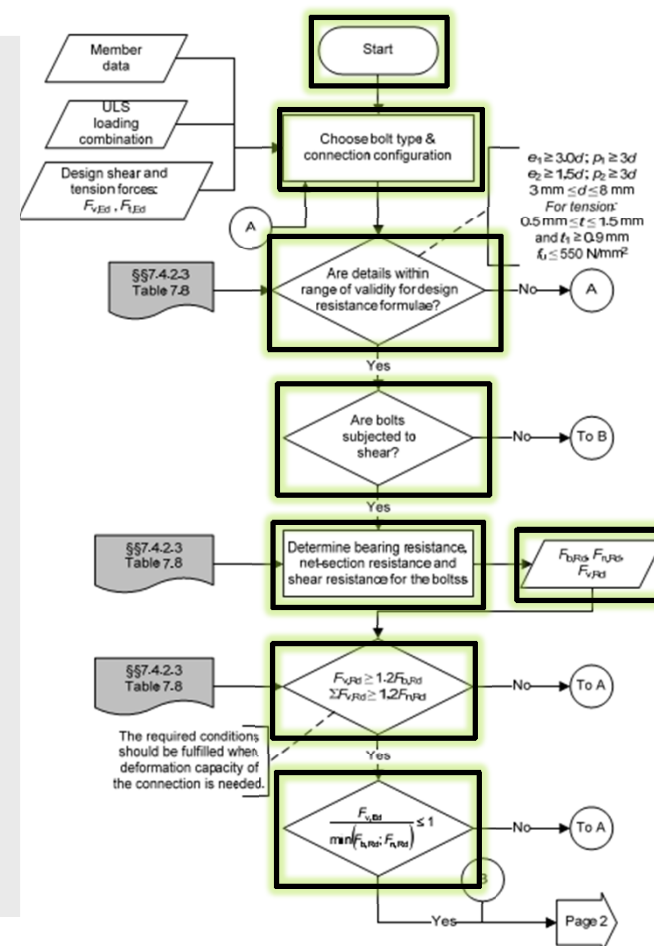 Start
Member
data
ULS
loading
combination
Design shear and
tension forces:
Fv,Ed , Ft,Ed
Choose bolt type &
connection configuration
e1 ≥ 3.0d; p1 ≥ 3d
e2 ≥ 1.5d; p2 ≥ 3d
3 mm ≤ d ≤ 8 mm
For tension:
0.5 mm ≤ t ≤ 1.5 mm
and t1 ≥ 0.9 mm
fu ≤ 550 N/mm²
A
§§7.4.2-3
Table 7.8
Are details within
range of validity for design
resistance formulae?
No
A
Yes
Are bolts
subjected to
shear?
No
To B
Yes
§§7.4.2-3
Table 7.8
Determine bearing resistance,
net-section resistance and
shear resistance for the boltss
Fb,Rd, Fn,Rd,
Fv,Rd
§§7.4.2-3
Table 7.8
Fv,Rd ≥ 1.2Fb,Rd
ΣFv,Rd ≥ 1.2Fn,Rd
No
To A
The required conditions
should be fulfilled when
deformation capacity of
the connection is needed.
Yes
Fv,Ed
min(Fb,Rd; Fn,Rd) ≤ 1
No
To A
B
Yes
Page 2